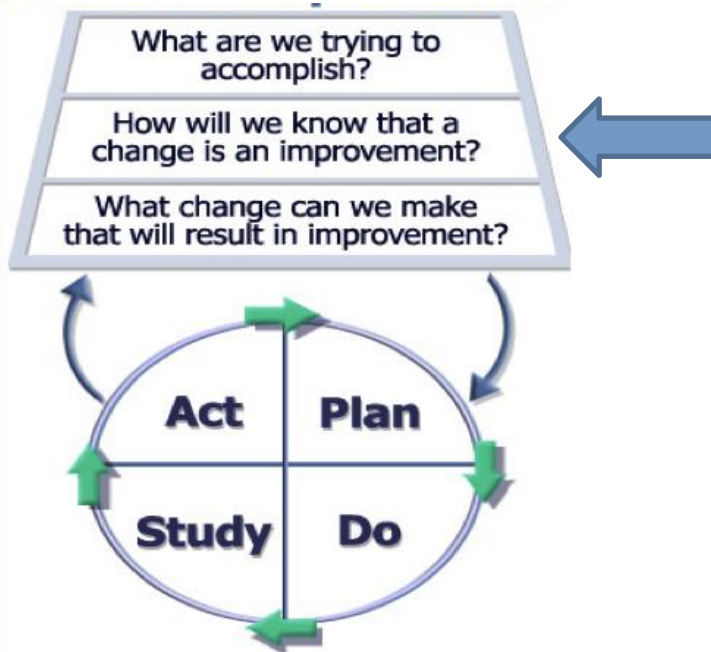 What are we trying to
accomplish?
How will we know that a
change is an improvement?
What change can we make
that will result in improvement?
Act
Plan
Study
Do